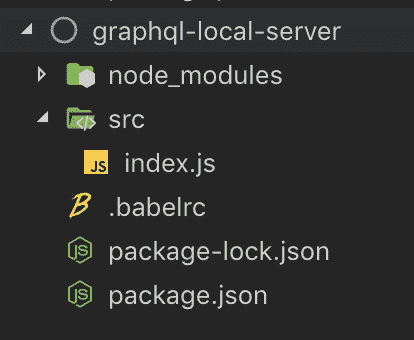 graphql-local-server
node_modules
src
JS index.js
.babelrc
package-lock.json
package.json